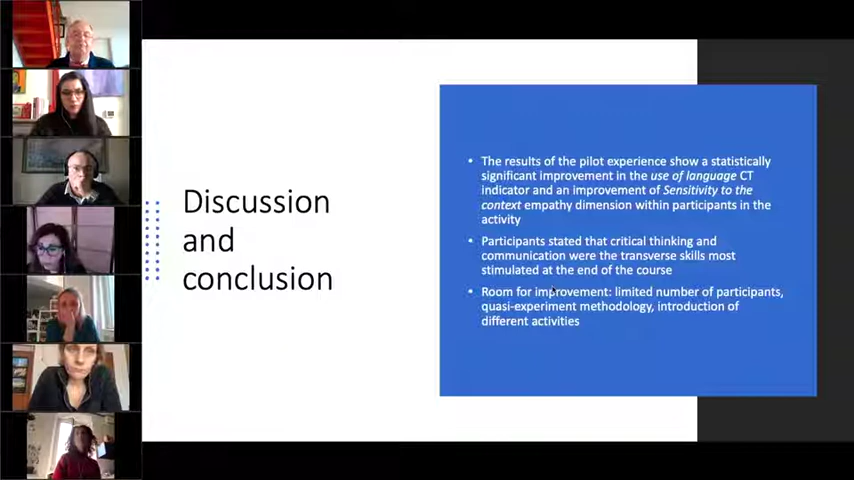 Discussion
and
conclusion
• The results of the pilot experience show a statistically
significant improvement in the use of language CT
indicator and an improvement of Sensitivity to the
context empathy dimension within participants in the
activity
• Participants stated that critical thinking and
communication were the transverse skills most
stimulated at the end of the course
• Room for improvement: limited number of participants,
quasi-experiment methodology, introduction of
different activities